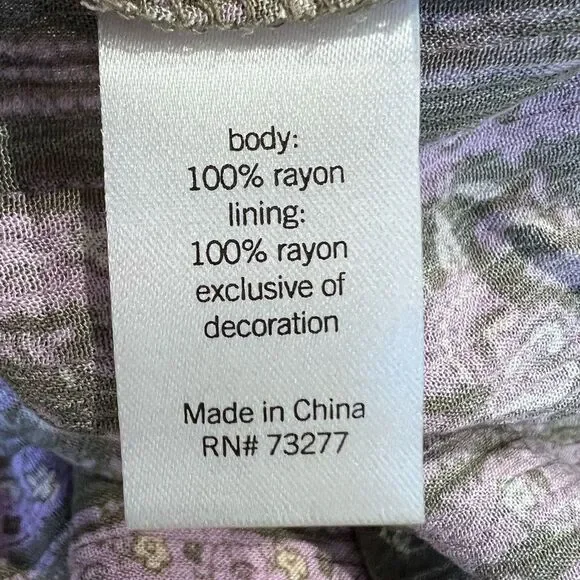 body:
100% rayon
lining:
100% rayon
exclusive of
decoration
Made in China
RN# 73277